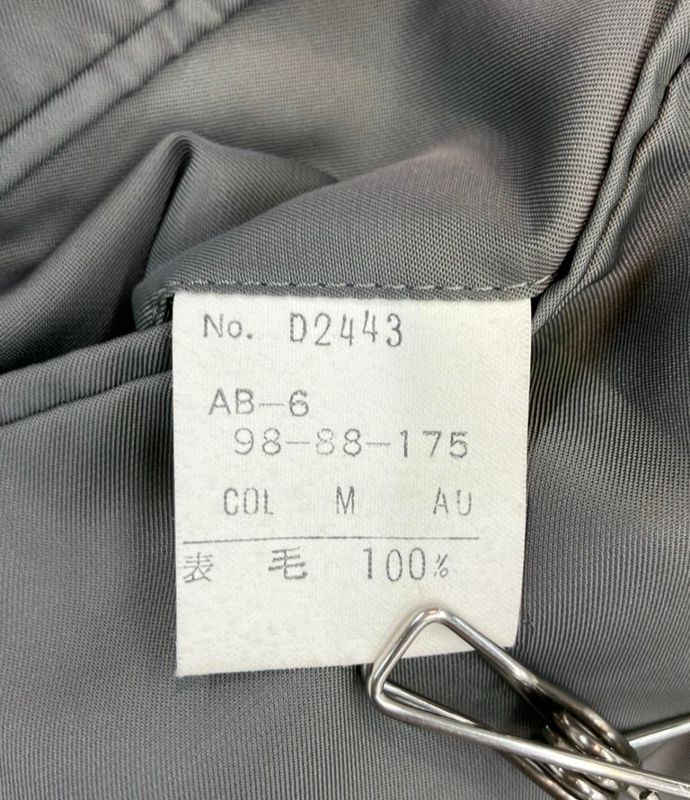 No. D2443
AB-6
98-88-175
COL M AU
表 毛 100%